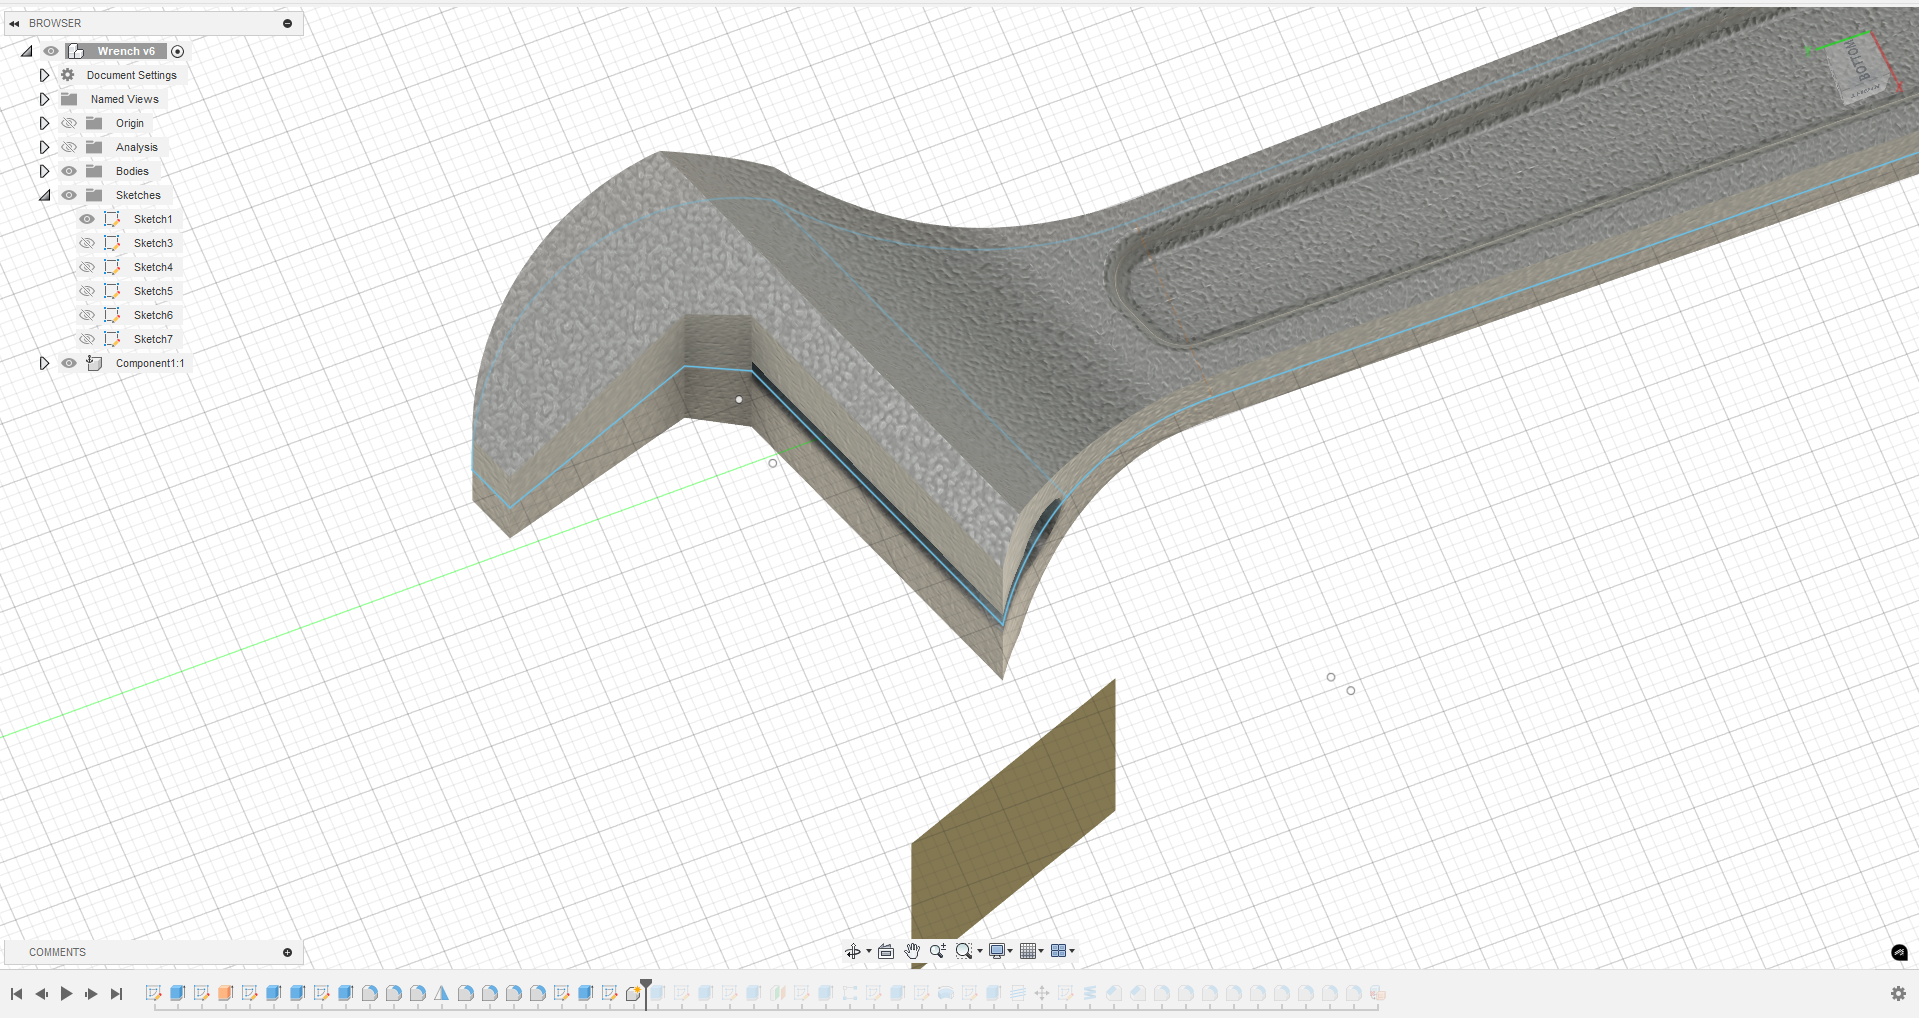 BROWSER
Wrench v6
Document Settings
Named Views
Origin
Analysis
Bodies
Sketches
Sketch1
Sketch3
Sketch4
Sketch5
Sketch6
Sketch7
Component1:1
BOTTOM
COMMENTS